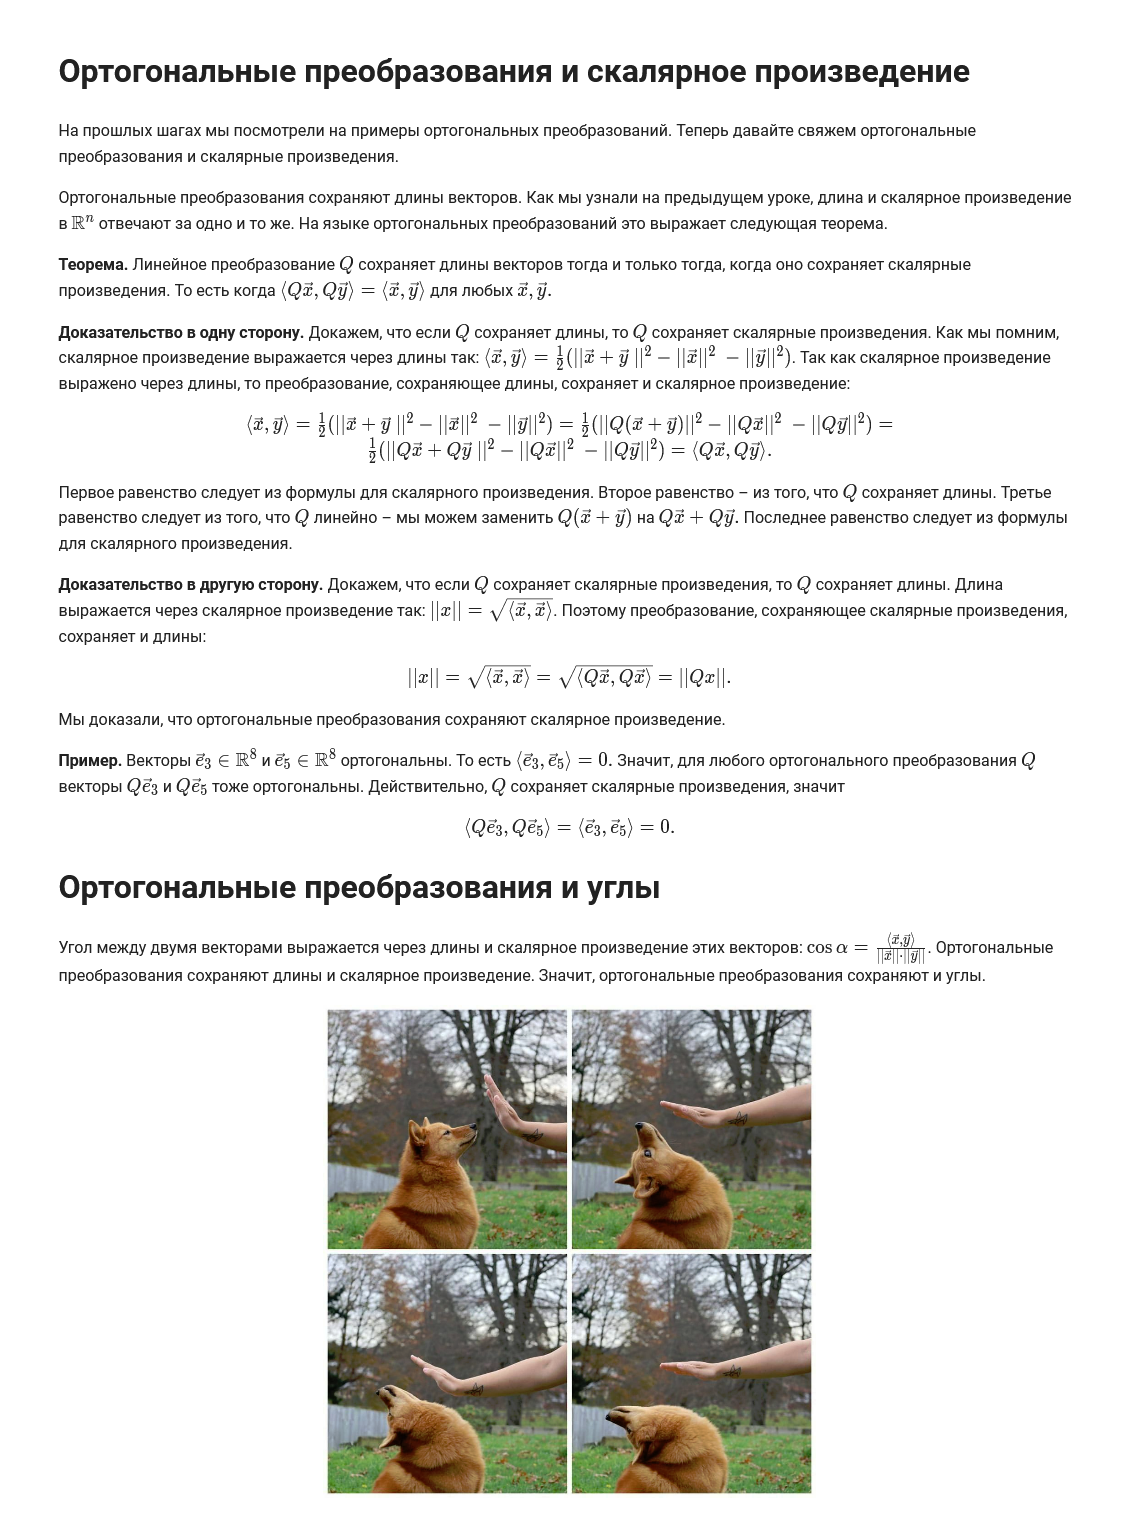 Ортогональные преобразования и скалярное произведение
На прошлых шагах мы посмотрели на примеры ортогональных преобразований. Теперь давайте свяжем ортогональные
преобразования и скалярные произведения.
Ортогональные преобразования сохраняют длины векторов. Как мы узнали на предыдущем уроке, длина и скалярное произведение
в $\mathbb{R}^n$ отвечают за одно и то же. На языке ортогональных преобразований это выражает следующая теорема.
Теорема. Линейное преобразование $Q$ сохраняет длины векторов тогда и только тогда, когда оно сохраняет скалярные
произведения. То есть когда $\langle Q\vec{x}, Q\vec{y} \rangle = \langle \vec{x}, \vec{y} \rangle$ для любых $\vec{x}, \vec{y}.$
Доказательство в одну сторону. Докажем, что если $Q$ сохраняет длины, то $Q$ сохраняет скалярные произведения. Как мы помним,
скалярное произведение выражается через длины так: $\langle \vec{x}, \vec{y} \rangle = \frac{1}{2}(||\vec{x} + \vec{y}\ ||^2 - ||\vec{x}||^2\ - ||\vec{y}||^2)$. Так как скалярное произведение
выражено через длины, то преобразование, сохраняющее длины, сохраняет и скалярное произведение:
$\langle \vec{x}, \vec{y} \rangle = \frac{1}{2}(||\vec{x} + \vec{y}\ ||^2 - ||\vec{x}||^2\ - ||\vec{y}||^2) = \frac{1}{2}(||Q(\vec{x} + \vec{y})||^2 - ||Q\vec{x}||^2\ - ||Q\vec{y}||^2) =$
$\frac{1}{2}(||Q\vec{x} + Q\vec{y}\ ||^2 - ||Q\vec{x}||^2\ - ||Q\vec{y}||^2) = \langle Q\vec{x}, Q\vec{y} \rangle.$
Первое равенство следует из формулы для скалярного произведения. Второе равенство – из того, что $Q$ сохраняет длины. Третье
равенство следует из того, что $Q$ линейно – мы можем заменить $Q(\vec{x} + \vec{y})$ на $Q\vec{x} + Q\vec{y}.$ Последнее равенство следует из формулы
для скалярного произведения.
Доказательство в другую сторону. Докажем, что если $Q$ сохраняет скалярные произведения, то $Q$ сохраняет длины. Длина
выражается через скалярное произведение так: $||x|| = \sqrt{\langle \vec{x}, \vec{x} \rangle}$. Поэтому преобразование, сохраняющее скалярные произведения,
сохраняет и длины:
$||x|| = \sqrt{\langle \vec{x}, \vec{x} \rangle} = \sqrt{\langle Q\vec{x}, Q\vec{x} \rangle} = ||Qx||.$
Мы доказали, что ортогональные преобразования сохраняют скалярное произведение.
Пример. Векторы $\vec{e}_3 \in \mathbb{R}^8$ и $\vec{e}_5 \in \mathbb{R}^8$ ортогональны. То есть $\langle \vec{e}_3, \vec{e}_5 \rangle = 0.$ Значит, для любого ортогонального преобразования $Q$
векторы $Q\vec{e}_3$ и $Q\vec{e}_5$ тоже ортогональны. Действительно, $Q$ сохраняет скалярные произведения, значит
$\langle Q\vec{e}_3, Q\vec{e}_5 \rangle = \langle \vec{e}_3, \vec{e}_5 \rangle = 0.$
Ортогональные преобразования и углы
Угол между двумя векторами выражается через длины и скалярное произведение этих векторов: $\cos \alpha = \frac{\langle \vec{x}, \vec{y} \rangle}{||\vec{x}|| \cdot ||\vec{y}||}$. Ортогональные
преобразования сохраняют длины и скалярное произведение. Значит, ортогональные преобразования сохраняют и углы.